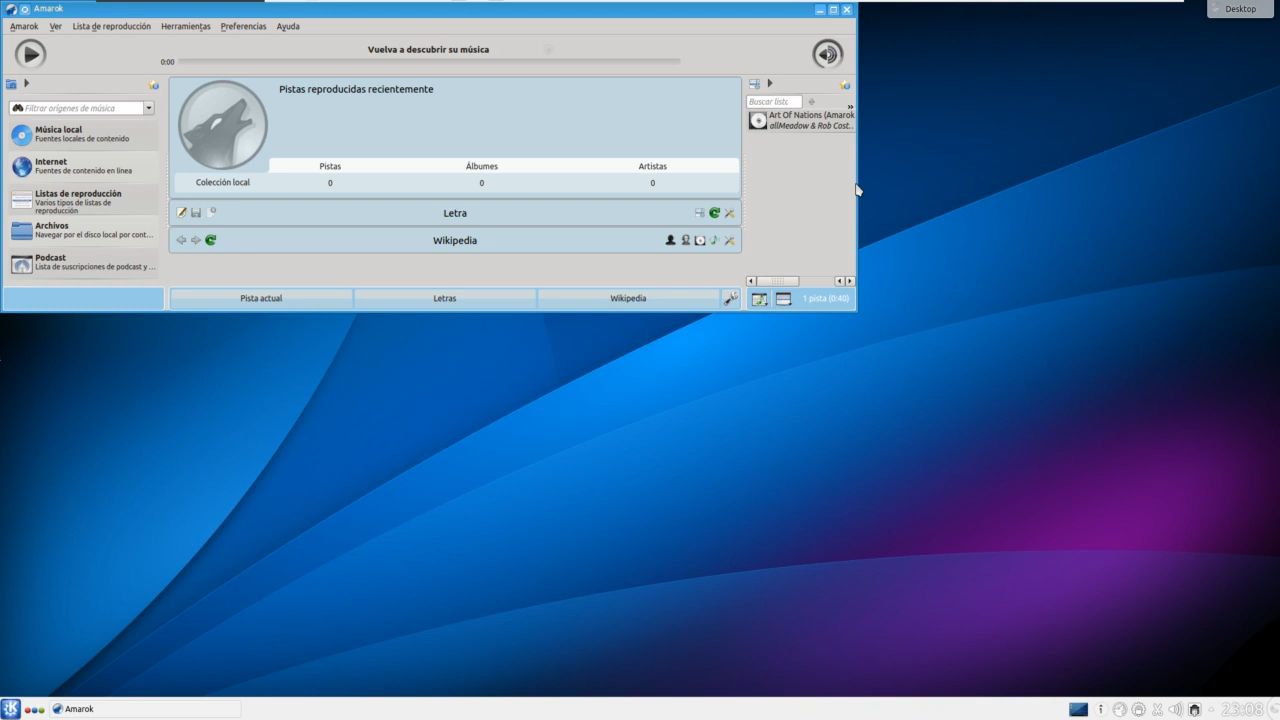 Amarok
Desktop
Amarok Ver Lista de reproducción Herramientas Preferencias Ayuda
Vuelva a descubrir su música
0:00
Pistas reproducidas recientemente
Filtrar orígenes de música
Buscar lista
Art Of Nations (Amarok
allMeadow & Rob Cost..
Música local
Fuentes locales de contenido
Internet
Fuentes de contenido en línea
Listas de reproducción
Varios tipos de listas de
reproducción
Archivos
Navegar por el disco local por cont...
Podcast
Lista de suscripciones de podcast y ...
Pistas Álbumes Artistas
Colección local 0 0 0
Letra
Wikipedia
Pista actual Letras Wikipedia
1 pista (0:40)
Amarok
23:08